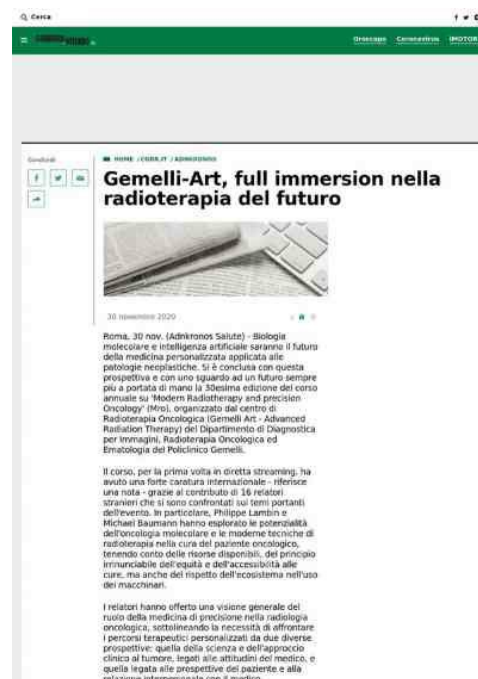 Cerca
Oroscopo Coronavirus IMOTORI
Condividi
HOME / CORR.IT / ADNKRONOS
Gemelli-Art, full immersion nella
radioterapia del futuro
30 novembre 2020
Roma, 30 nov. (Adnkronos Salute) - Biologia
molecolare e intelligenza artificiale saranno il futuro
della medicina personalizzata applicata alle
patologie neoplastiche. Si è conclusa con questa
prospettiva e con uno sguardo ad un futuro sempre
più a portata di mano la 30esima edizione del corso
annuale su 'Modern Radiotherapy and precision
Oncology' (Mro), organizzato dal centro di
Radioterapia Oncologica (Gemelli Art - Advanced
Radiation Therapy) del Dipartimento di Diagnostica
per Immagini, Radioterapia Oncologica ed
Ematologia del Policlinico Gemelli.
Il corso, per la prima volta in diretta streaming, ha
avuto una forte caratura internazionale - riferisce
una nota - grazie al contributo di 16 relatori
stranieri che si sono confrontati sui temi portanti
dell'evento. In particolare, Philippe Lambin e
Michael Baumann hanno esplorato le potenzialità
dell'oncologia molecolare e le moderne tecniche di
radioterapia nella cura del paziente oncologico,
tenendo conto delle risorse disponibili, del principio
irrinunciabile dell'equità e dell'accessibilità alle
cure, ma anche del rispetto dell'ecosistema nell'uso
dei macchinari.
I relatori hanno offerto una visione generale del
ruolo della medicina di precisione nella radiologia
oncologica, sottolineando la necessità di affrontare
i percorsi terapeutici personalizzati da due diverse
prospettive: quella della scienza e dell'approccio
clinico al tumore, legati alle attitudini del medico, e
quella legata alle prospettive del paziente e alla
relazione interpersonale con il medico